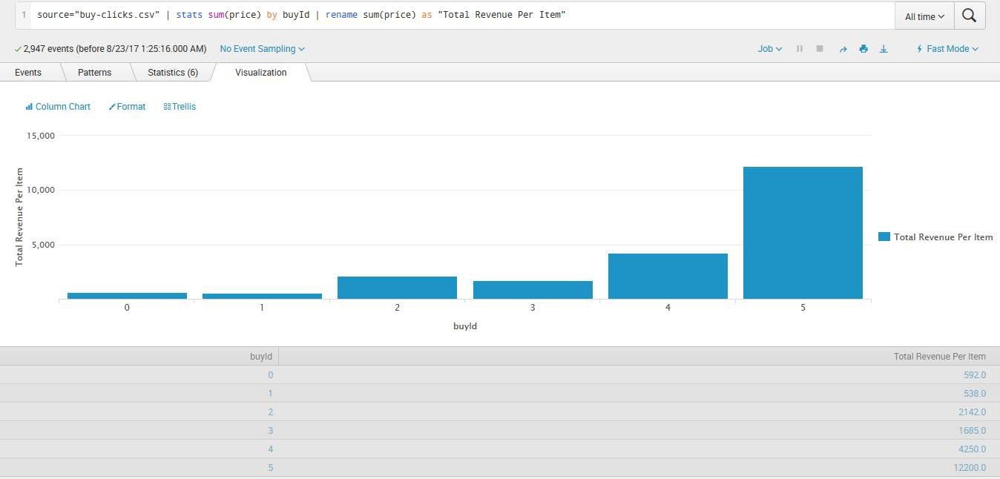 1 source="buy-clicks.csv" | stats sum(price) by buyId | rename sum(price) as "Total Revenue Per Item"
All time
2,947 events (before 8/23/17 1:25:16.000 AM) No Event Sampling
Job Fast Mode
Events Patterns Statistics (6) Visualization
Column Chart Format Trellis
15,000
10,000
5,000
Total Revenue Per Item
0 1 2 3 4 5
buyId
Total Revenue Per Item
buyId Total Revenue Per Item
0 592.0
1 538.0
2 2142.0
3 1685.0
4 4250.0
5 12200.0